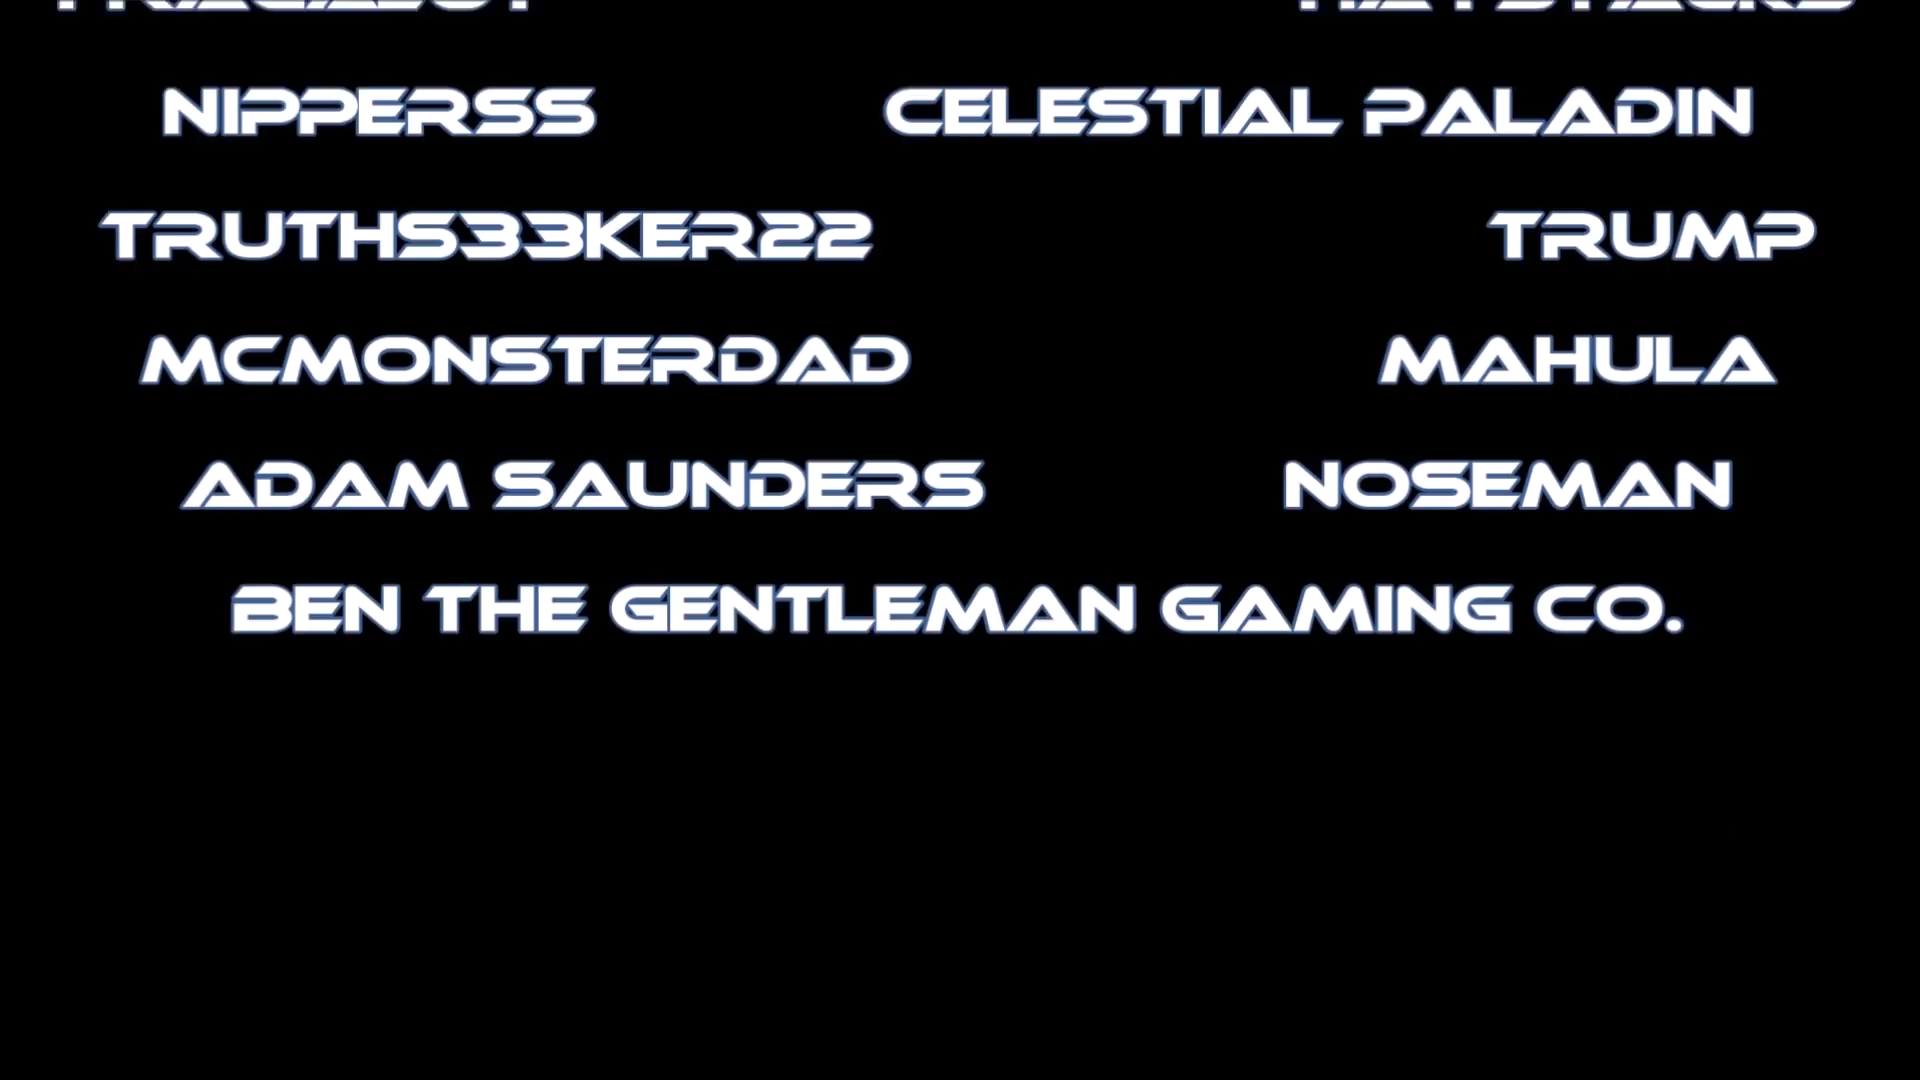 NIPPERSS CELESTIAL PALADIN
TRUTHS33KER22 TRUMP
MCMONSTERDAD MAHULA
ADAM SAUNDERS NOSEMAN
BEN THE GENTLEMAN GAMING CO.